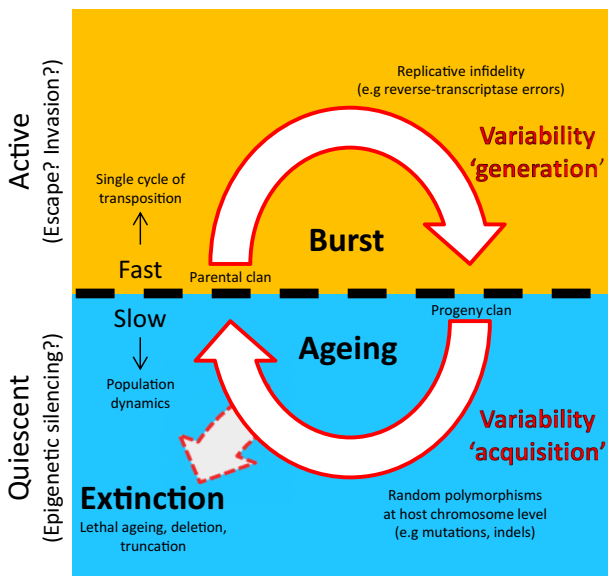 Active
(Escape? Invasion?)
Replicative infidelity
(e.g reverse-transcriptase errors)
Variability
‘generation’
Single cycle of
transposition
Burst
Fast
Parental clan
Slow
Progeny clan
Ageing
Population
dynamics
Quiescent
(Epigenetic silencing?)
Variability
‘acquisition’
Extinction
Lethal ageing, deletion,
truncation
Random polymorphisms
at host chromosome level
(e.g mutations, indels)